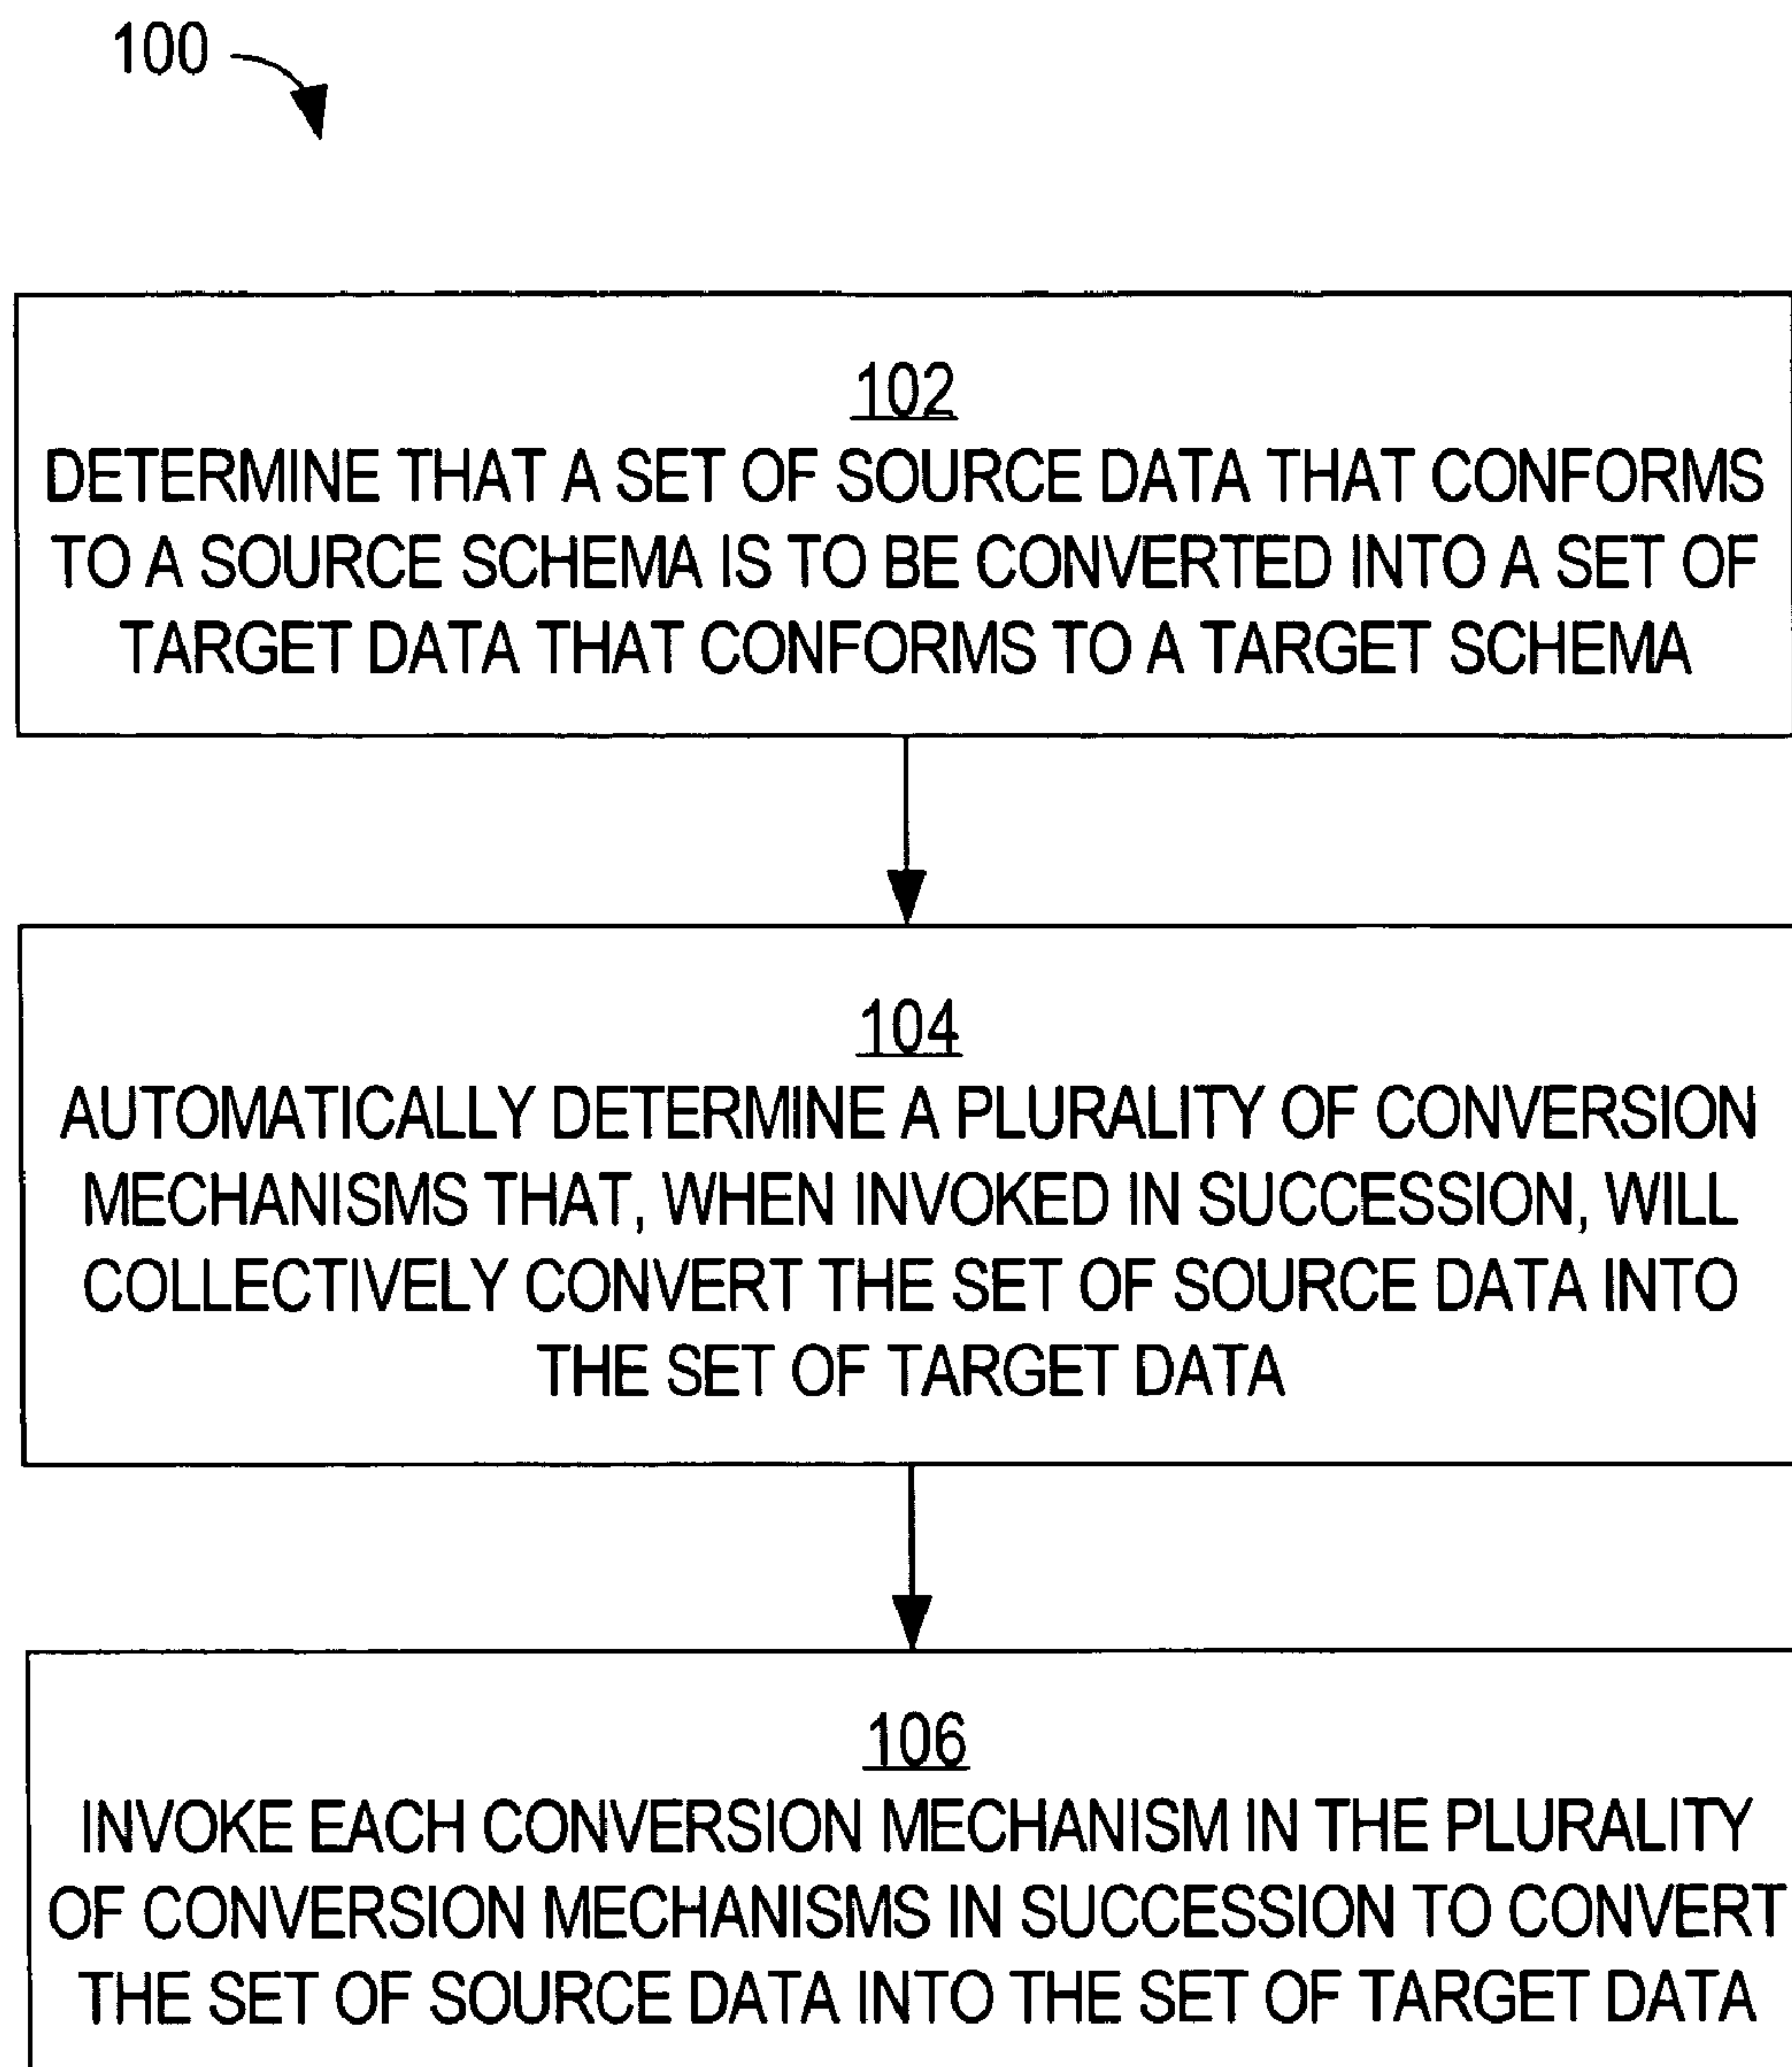 100
102
DETERMINE THAT A SET OF SOURCE DATA THAT CONFORMS
TO A SOURCE SCHEMA IS TO BE CONVERTED INTO A SET OF
TARGET DATA THAT CONFORMS TO A TARGET SCHEMA
104
AUTOMATICALLY DETERMINE A PLURALITY OF CONVERSION
MECHANISMS THAT, WHEN INVOKED IN SUCCESSION, WILL
COLLECTIVELY CONVERT THE SET OF SOURCE DATA INTO
THE SET OF TARGET DATA
106
INVOKE EACH CONVERSION MECHANISM IN THE PLURALITY
OF CONVERSION MECHANISMS IN SUCCESSION TO CONVERT
THE SET OF SOURCE DATA INTO THE SET OF TARGET DATA